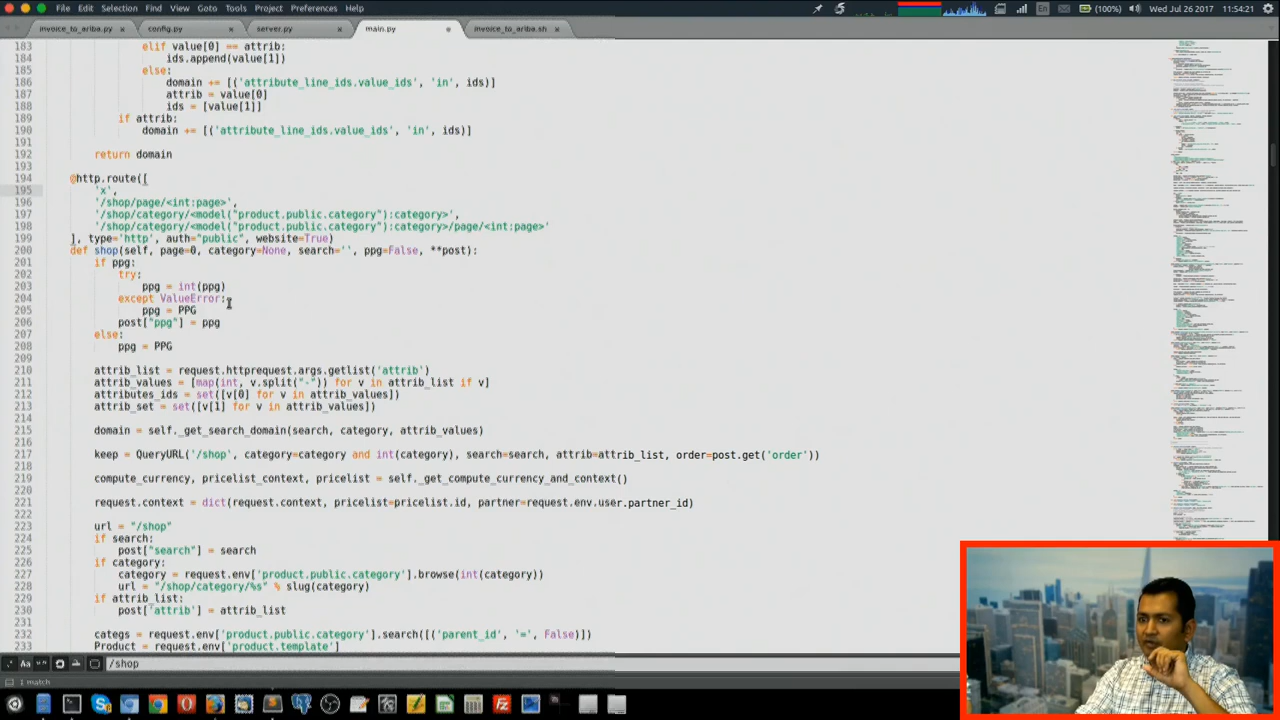 File Edit Selection Find View Goto Tools Project Preferences Help
En (100%) Wed Jul 26 2017 11:54:21
invoice_to_ariba.py × config.py × server.py × main.py invoice_to_ariba.sh ×
183 elif value[0] == attrib:
184 ids.append(value[1])
185 else:
186 domain += [('attribute_line_ids.value_ids', 'in', ids)]
187 attrib = value[0]
188 ids = [value[1]]
189 if attrib:
190 domain += [('attribute_line_ids.value_ids', 'in', ids)]
191
192 return domain
193
194 @http.route([
195 'x',
196 '/shop/page/<int:page>',
197 '/shop/category/<model("product.public.category"):category>',
198 '/shop/category/<model("product.public.category"):category>/page/<int:page>'
199 ], type='http', auth="public", website=True)
200 def shop(self, page=0, category=None, search='', ppg=False, **post):
201 if ppg:
202 try:
203 ppg = int(ppg)
204 except ValueError:
205 ppg = PPG
206 post["ppg"] = ppg
207 else:
208 ppg = PPG
209
210 attrib_list = request.httprequest.args.getlist('attrib')
211 attrib_values = [map(int, v.split("-")) for v in attrib_list if v]
212 attributes_ids = set([v[0] for v in attrib_values])
213 attrib_set = set([v[1] for v in attrib_values])
214
215 domain = self._get_search_domain(search, category, attrib_values)
216
217 keep = QueryURL('/shop', category=category and int(category), search=search, attrib=attrib_list, order=post.get('order'))
218
219 compute_currency, pricelist_context, pricelist = self._get_compute_currency_and_context()
220
221 request.context = dict(request.context, pricelist=pricelist.id, partner=request.env.user.partner_id)
222
223 url = "/shop"
224 if search:
225 post["search"] = search
226 if category:
227 category = request.env['product.public.category'].browse(int(category))
228 url = "/shop/category/%s" % slug(category)
229 if attrib_list:
230 post['attrib'] = attrib_list
231
232 categs = request.env['product.public.category'].search([('parent_id', '=', False)])
233 Product = request.env['product.template']
.* Aa "" /shop
1 match